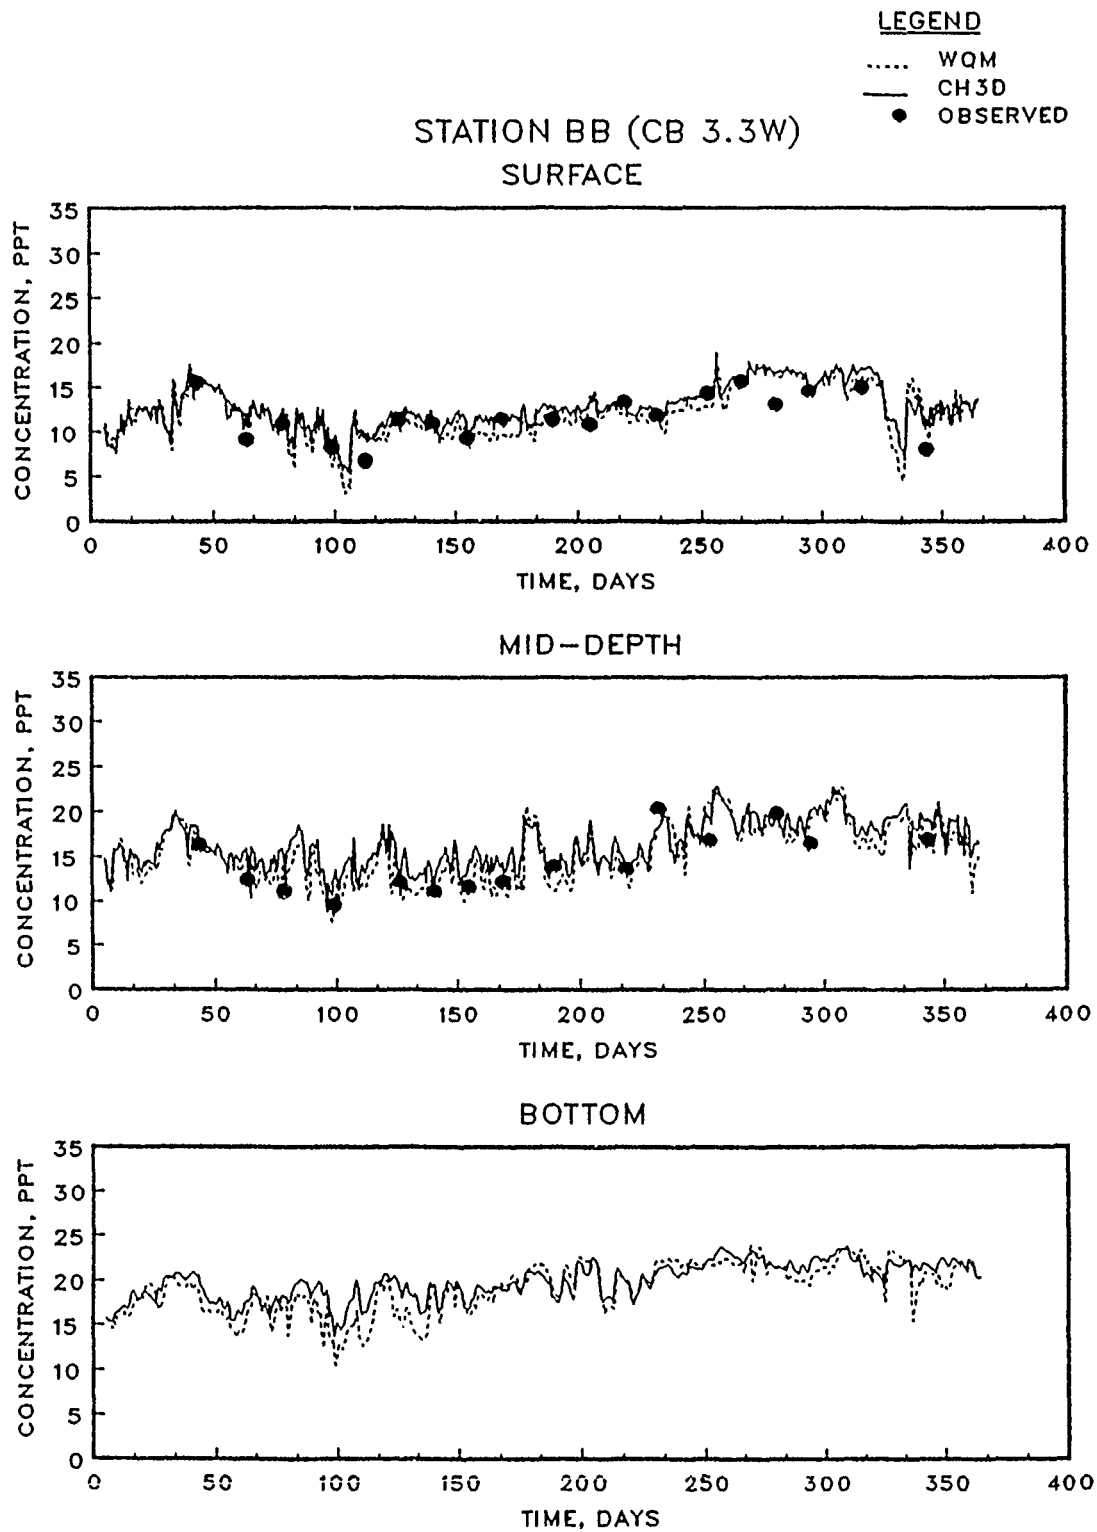 LEGEND
WQM
CH3D
OBSERVED
STATION BB (CB 3.3W)
SURFACE
CONCENTRATION, PPT
35
30
25
20
15
10
5
0
0 50 100 150 200 250 300 350 400
TIME, DAYS
MID-DEPTH
CONCENTRATION, PPT
35
30
25
20
15
10
5
0
0 50 100 150 200 250 300 350 400
TIME, DAYS
BOTTOM
CONCENTRATION, PPT
35
30
25
20
15
10
5
0
0 50 100 150 200 250 300 350 400
TIME, DAYS